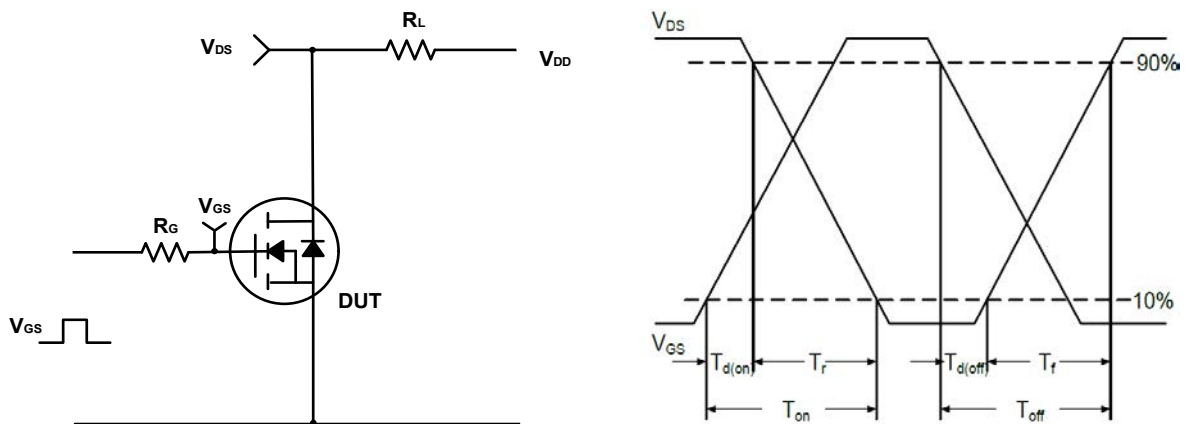 RL
VDS
VDD
VGS
RG
DUT
VGS
VDS
90%
10%
VGS
Td(on)
Tr
Td(off)
Tf
Ton
Toff